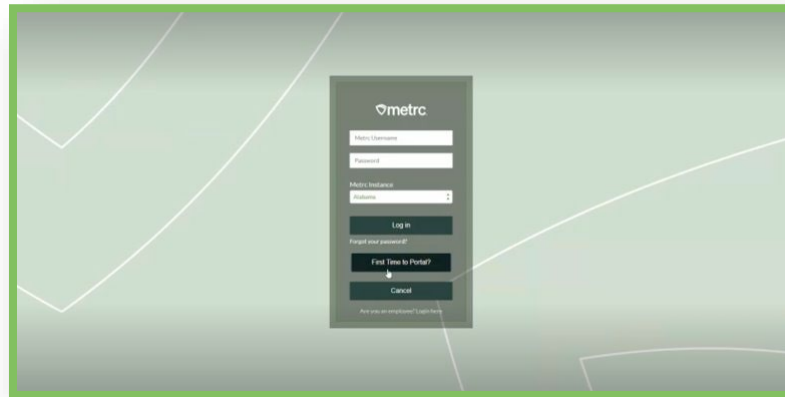 metrc
Metrc Username
Password
Metrc Instance
Alabama
Log in
Forgot your password?
First Time to Portal?
Cancel
Are you an employee? Login here